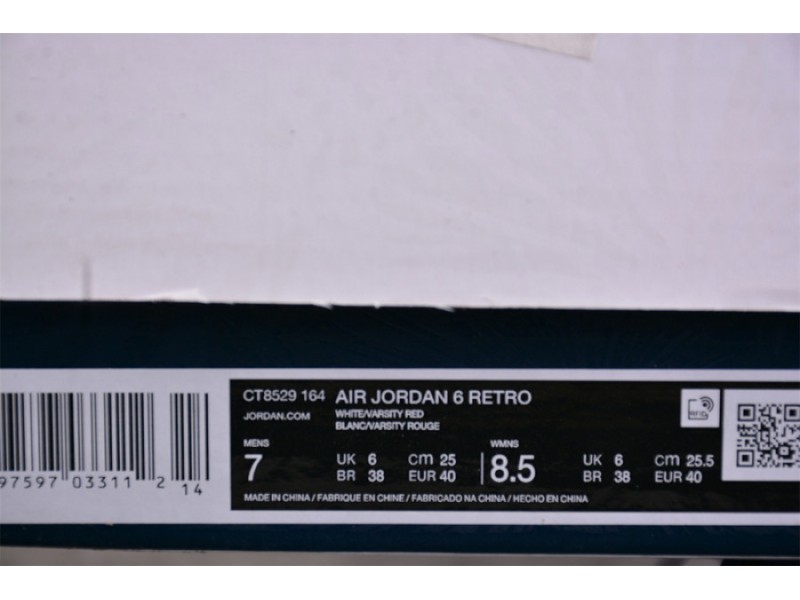 CT8529 164 AIR JORDAN 6 RETRO
JORDAN.COM
WHITE/VARSITY RED
BLANC/VARSITY ROUGE
MENS
7
UK 6 CM 25
BR 38 EUR 40
WMNS
8.5
UK 6 CM 25.5
BR 38 EUR 40
MADE IN CHINA / FABRIQUE EN CHINE / FABRICADO NA CHINA / HECHO EN CHINA
RFID
97597 03311 2 14